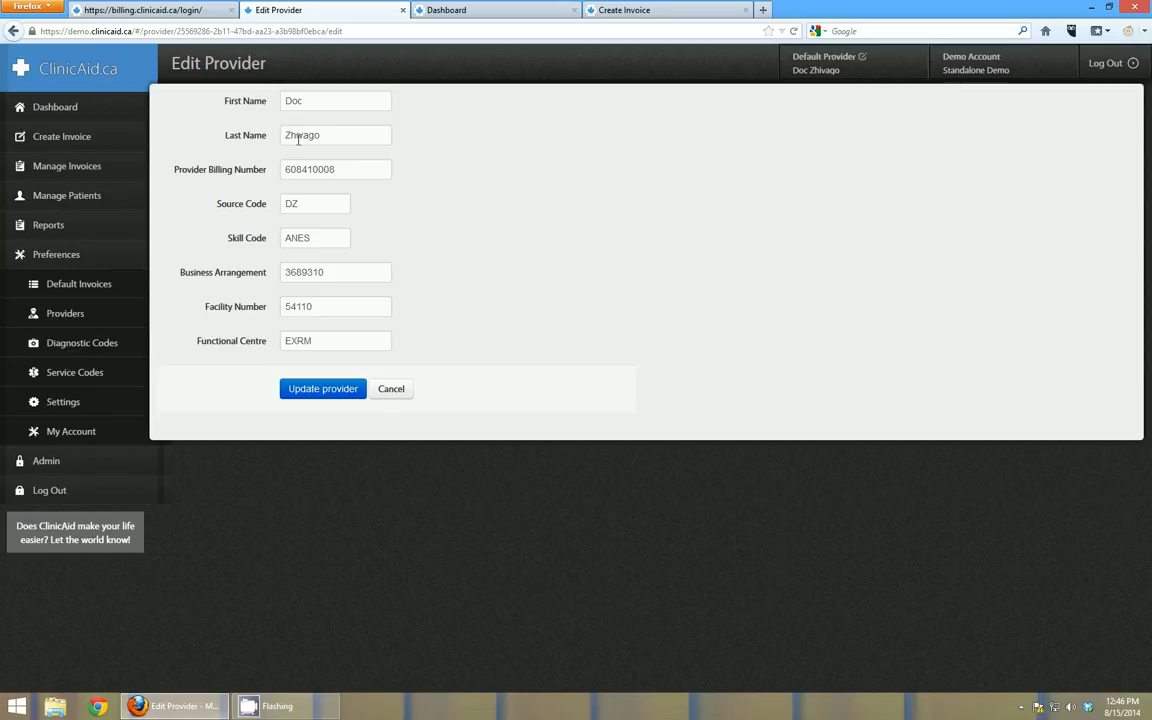 Firefox
https://billing.clinicaid.ca/login/
Edit Provider
Dashboard
Create Invoice
https://demo.clinicaid.ca/#/provider/25569286-2b11-47bd-aa23-a3b98bf0ebca/edit
Google
ClinicAid.ca
Edit Provider
Default Provider
Doc Zhivago
Demo Account
Standalone Demo
Log Out
Dashboard
Create Invoice
Manage Invoices
Manage Patients
Reports
Preferences
Default Invoices
Providers
Diagnostic Codes
Service Codes
Settings
My Account
Admin
Log Out
Does ClinicAid make your life
easier? Let the world know!
First Name Doc
Last Name Zhivago
Provider Billing Number 608410008
Source Code DZ
Skill Code ANES
Business Arrangement 3689310
Facility Number 54110
Functional Centre EXRM
Update provider Cancel
Edit Provider - M...
Flashing
12:46 PM
8/15/2014